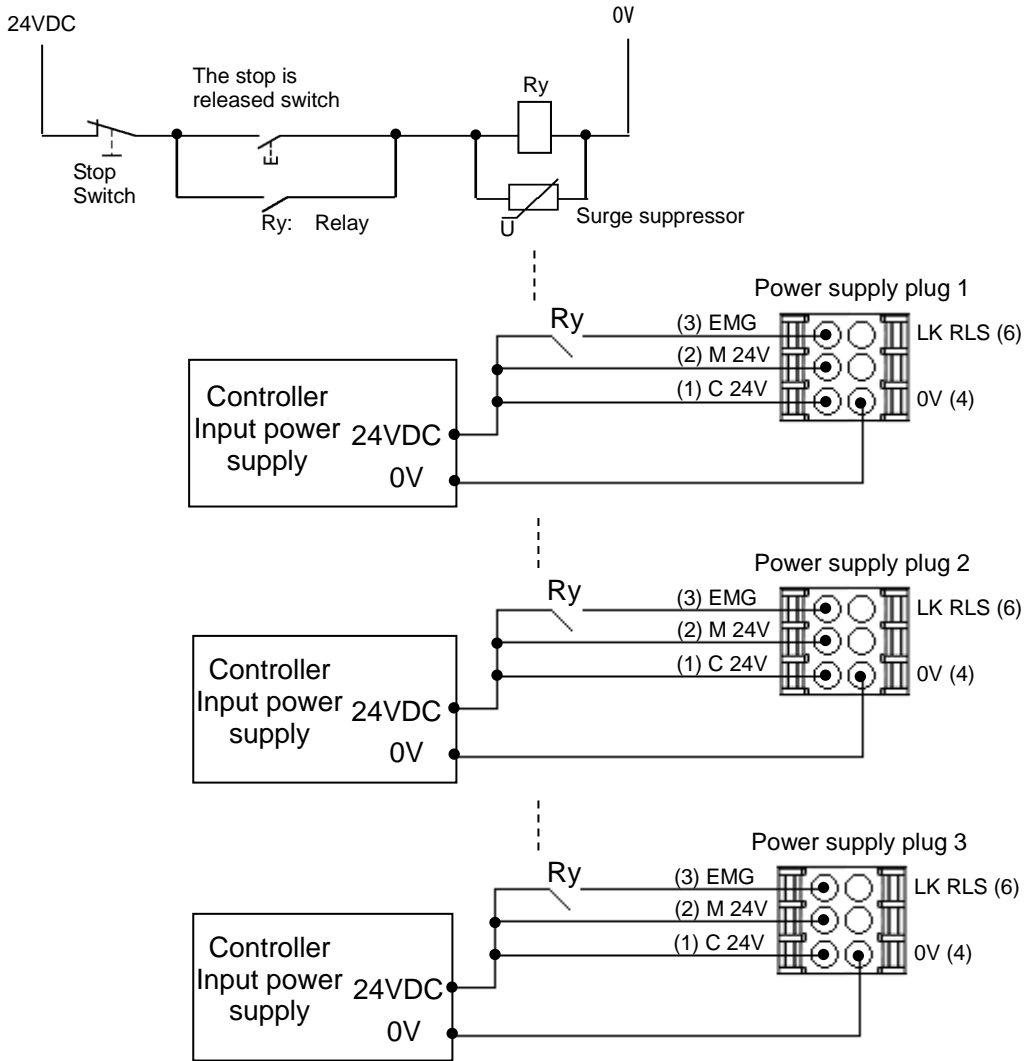 24VDC
0V
The stop is
released switch
Ry
Stop
Switch
Ry: Relay
U
Surge suppressor
Power supply plug 1
Ry
(3) EMG
LK RLS (6)
(2) M 24V
(1) C 24V
0V (4)
Controller
Input power
supply
24VDC
0V
Power supply plug 2
Ry
(3) EMG
LK RLS (6)
(2) M 24V
(1) C 24V
0V (4)
Controller
Input power
supply
24VDC
0V
Power supply plug 3
Ry
(3) EMG
LK RLS (6)
(2) M 24V
(1) C 24V
0V (4)
Controller
Input power
supply
24VDC
0V